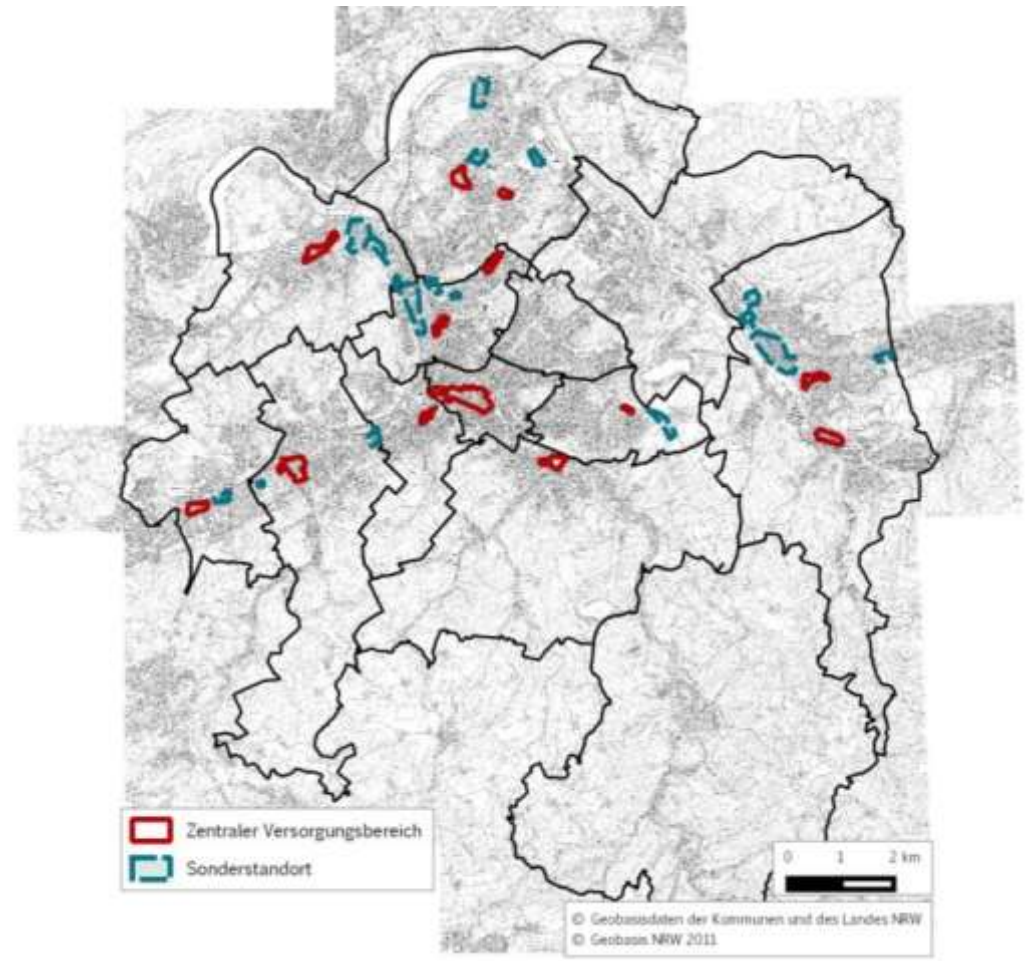 Zentraler Versorgungsbereich
Sonderstandort
0 1 2 km
© Geobasisdaten der Kommunen und des Landes NRW
© Geobasis NRW 2011